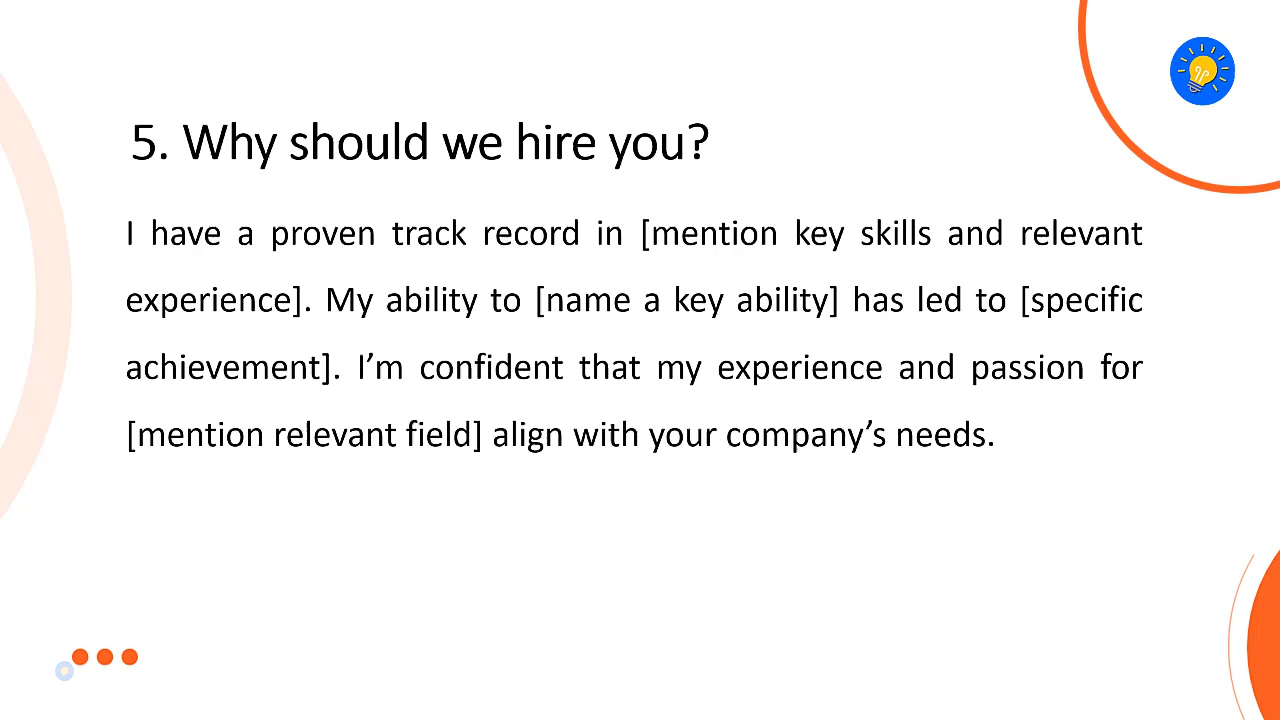 5. Why should we hire you?
I have a proven track record in [mention key skills and relevant
experience]. My ability to [name a key ability] has led to [specific
achievement]. I’m confident that my experience and passion for
[mention relevant field] align with your company’s needs.